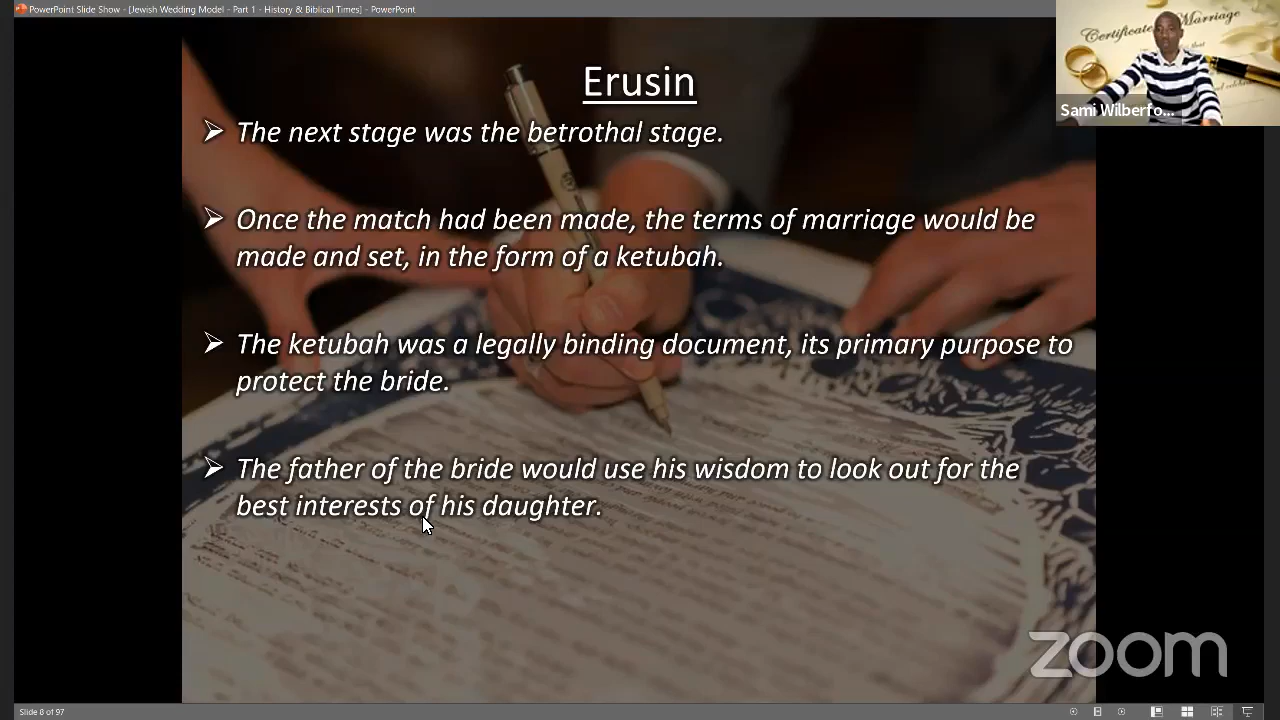 PowerPoint Slide Show - [Jewish Wedding Model - Part 1 - History & Biblical Times] - PowerPoint
Certificate Marriage
Sami Wilberfo...
Erusin
➢ The next stage was the betrothal stage.
➢ Once the match had been made, the terms of marriage would be
made and set, in the form of a ketubah.
➢ The ketubah was a legally binding document, its primary purpose to
protect the bride.
➢ The father of the bride would use his wisdom to look out for the
best interests of his daughter.
zoom
Slide 8 of 97